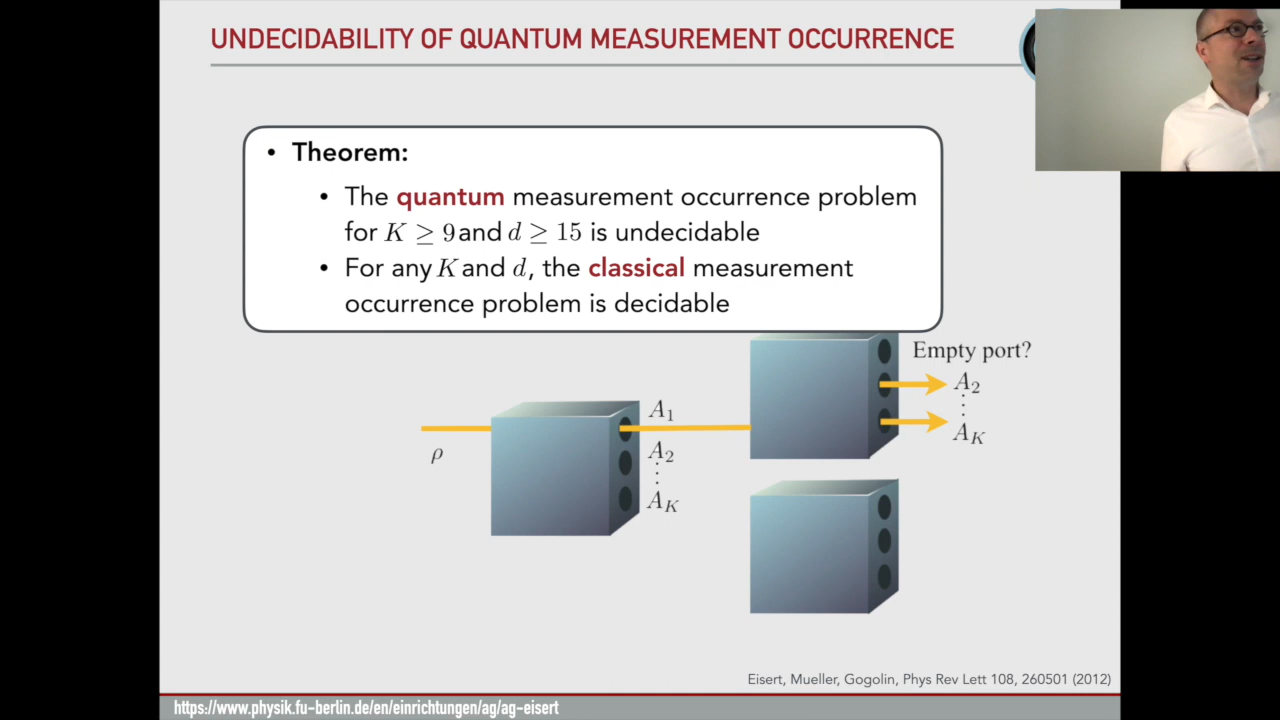 UNDECIDABILITY OF QUANTUM MEASUREMENT OCCURRENCE
• Theorem:
• The quantum measurement occurrence problem
for K ≥ 9 and d ≥ 15 is undecidable
• For any K and d, the classical measurement
occurrence problem is decidable
Empty port?
A₂
⋮
A_K
ρ
A₁
A₂
⋮
A_K
Eisert, Mueller, Gogolin, Phys Rev Lett 108, 260501 (2012)
https://www.physik.fu-berlin.de/en/einrichtungen/ag/ag-eisert